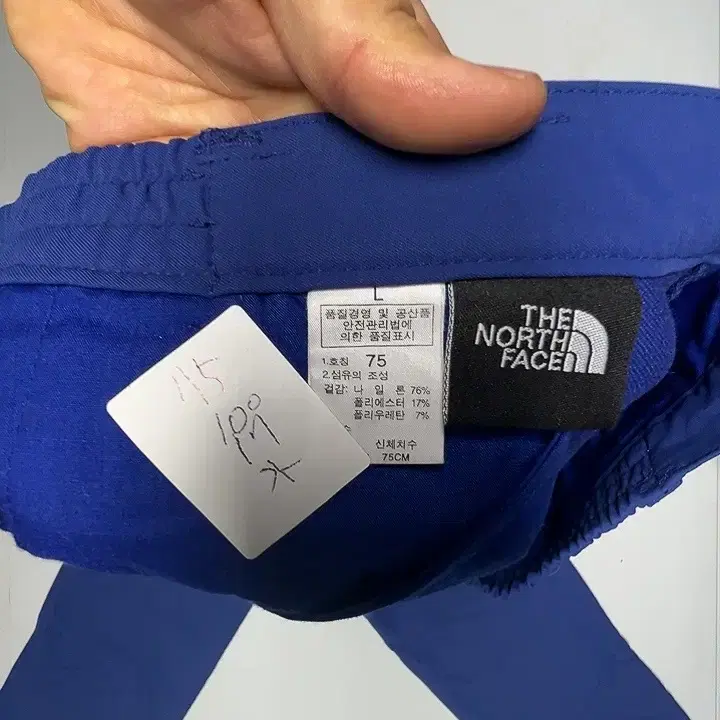 L
품질경영 및 공산품
안전관리법에
의한 품질표시
1.호칭 75
2.섬유의 조성
겉감: 나 일 론 76%
폴리에스터 17%
폴리우레탄 7%
신체치수
75CM
THE
NORTH
FACE
115
100